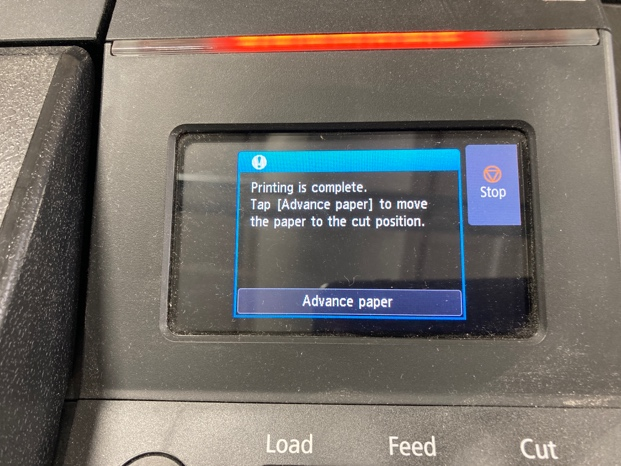 Printing is complete.
Tap [Advance paper] to move
the paper to the cut position.
Advance paper
Stop
Load Feed Cut